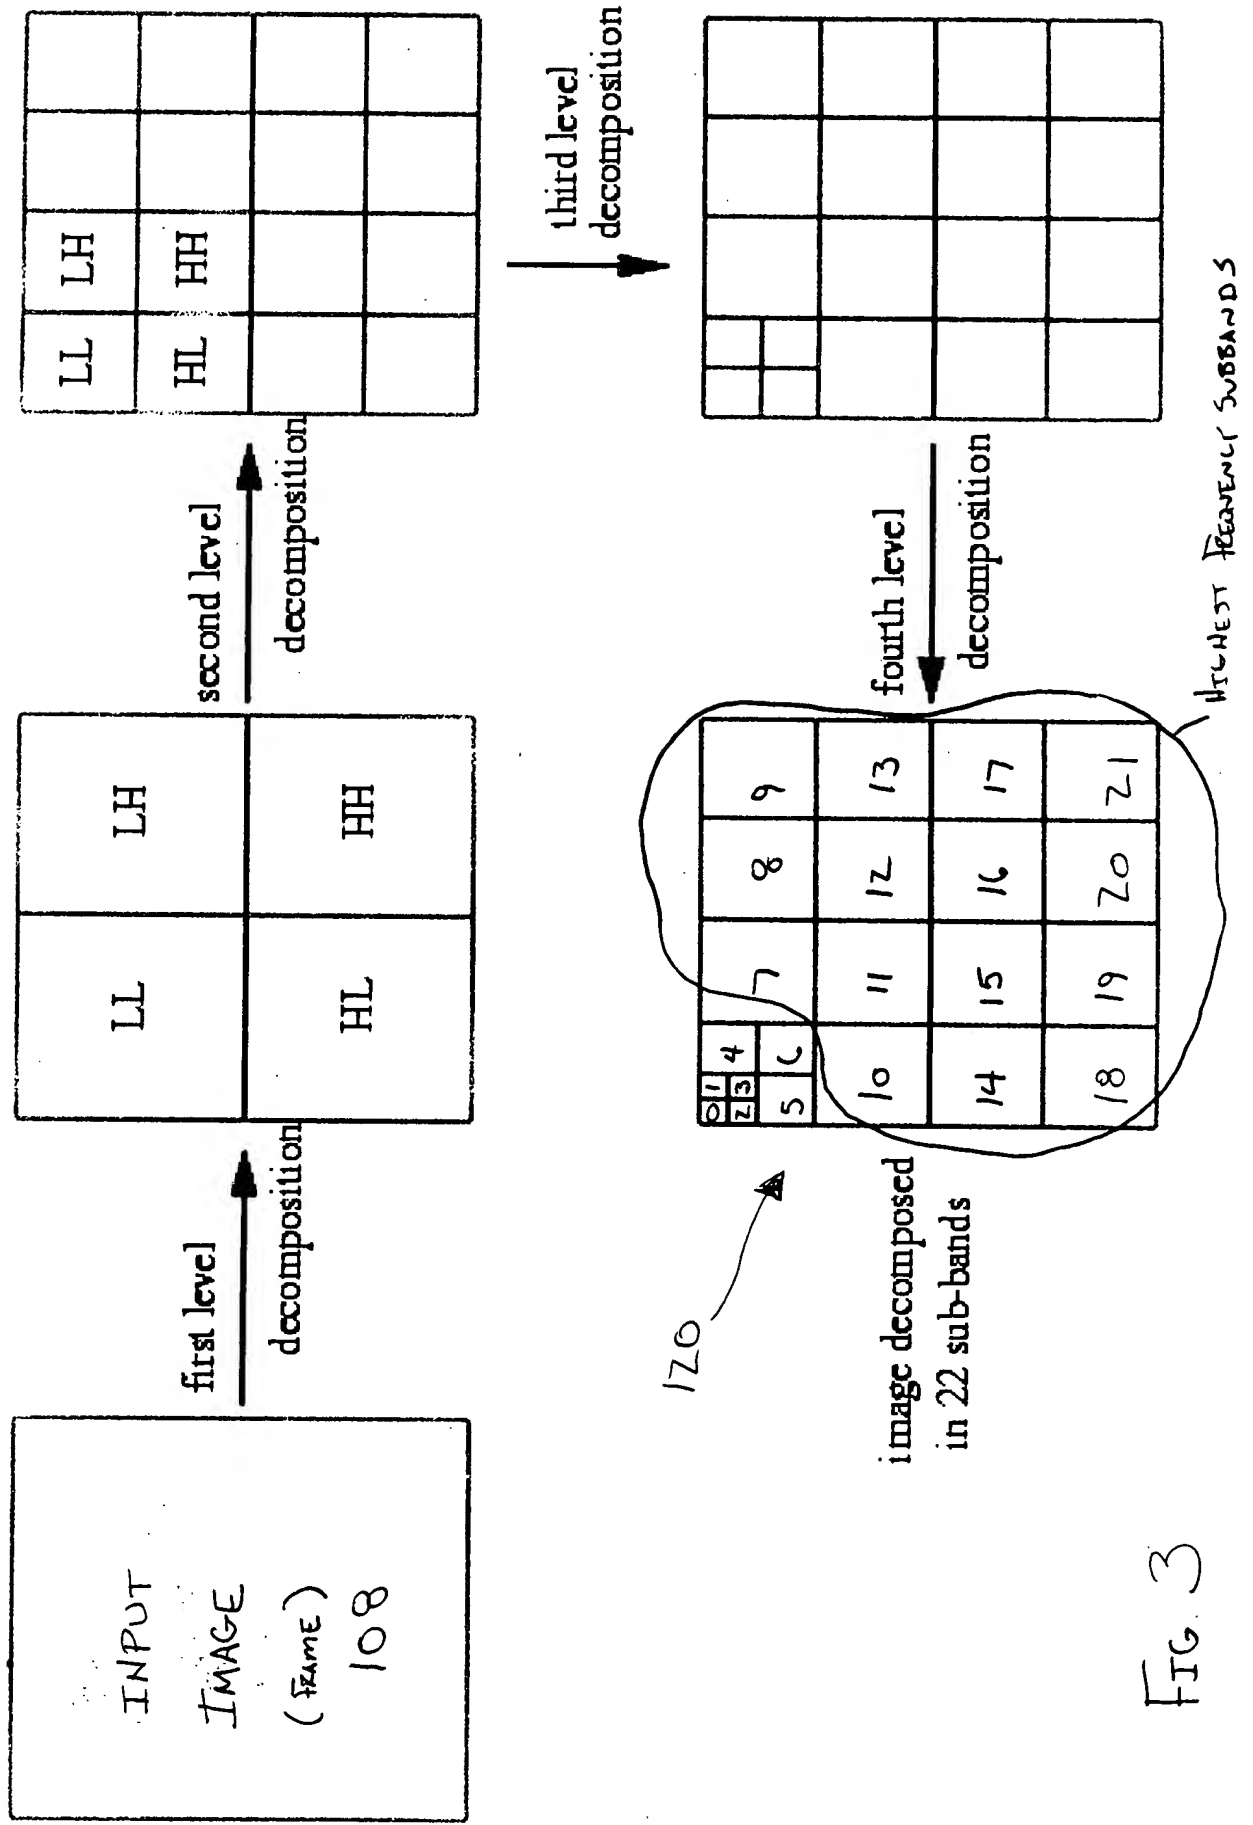 INPUT
IMAGE
(FRAME)
108
first level
decomposition
LL LH
HL HH
second level
decomposition
LL LH
HL HH
third level
decomposition
fourth level
decomposition
0 1
2 3
4
5 6
7 8 9
10 11 12 13
14 15 16 17
18 19 20 21
HIGHEST FREQUENCY SUBBANDS
120
image decomposed
in 22 sub-bands
FIG. 3